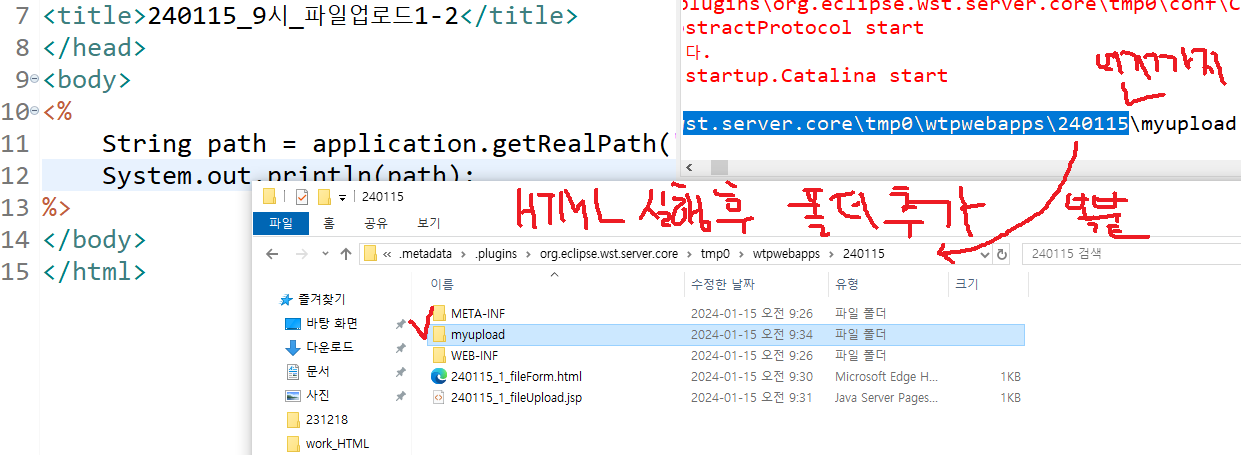 7 <title>240115_9시_파일업로드1-2</title>
8 </head>
9 <body>
10 <%
11 String path = application.getRealPath("
12 System.out.println(path);
13 %>
14 </body>
15 </html>
plugins\org.eclipse.wst.server.core\tmp0\conf\C
ostractProtocol start
다.
startup.Catalina start
여기까지
wst.server.core\tmp0\wtpwebapps\240115\myupload
240115
파일 홈 공유 보기
HTML 실행후 폴더추가 복붙
« .metadata › .plugins › org.eclipse.wst.server.core › tmp0 › wtpwebapps › 240115
240115 검색
즐겨찾기
바탕 화면
다운로드
문서
사진
231218
work_HTML
이름 수정한 날짜 유형 크기
META-INF 2024-01-15 오전 9:26 파일 폴더
myupload 2024-01-15 오전 9:34 파일 폴더
WEB-INF 2024-01-15 오전 9:26 파일 폴더
240115_1_fileForm.html 2024-01-15 오전 9:30 Microsoft Edge H... 1KB
240115_1_fileUpload.jsp 2024-01-15 오전 9:31 Java Server Pages... 1KB